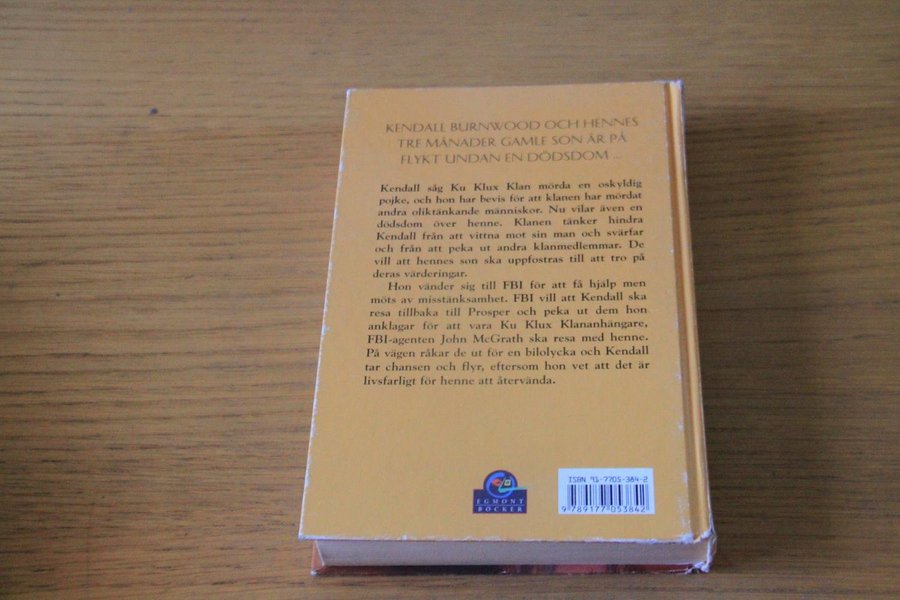 KENDALL BURNWOOD OCH HENNES
TRE MÅNADER GAMLE SON ÄR PÅ
FLYKT UNDAN EN DÖDSDOM ...
Kendall såg Ku Klux Klan mörda en oskyldig
pojke, och hon har bevis för att klanen har mördat
andra oliktänkande människor. Nu vilar även en
dödsdom över henne. Klanen tänker hindra
Kendall från att vittna mot sin man och svärfar
och från att peka ut andra klanmedlemmar. De
vill att hennes son ska uppfostras till att tro på
deras värderingar.
Hon vänder sig till FBI för att få hjälp men
möts av misstänksamhet. FBI vill att Kendall ska
resa tillbaka till Prosper och peka ut dem hon
anklagar för att vara Ku Klux Klananhängare,
FBI-agenten John McGrath ska resa med henne.
På vägen råkar de ut för en bilolycka och Kendall
tar chansen och flyr, eftersom hon vet att det är
livsfarligt för henne att återvända.
EGMONT
BÖCKER
ISBN 91-7705-384-2
9 789177 053842